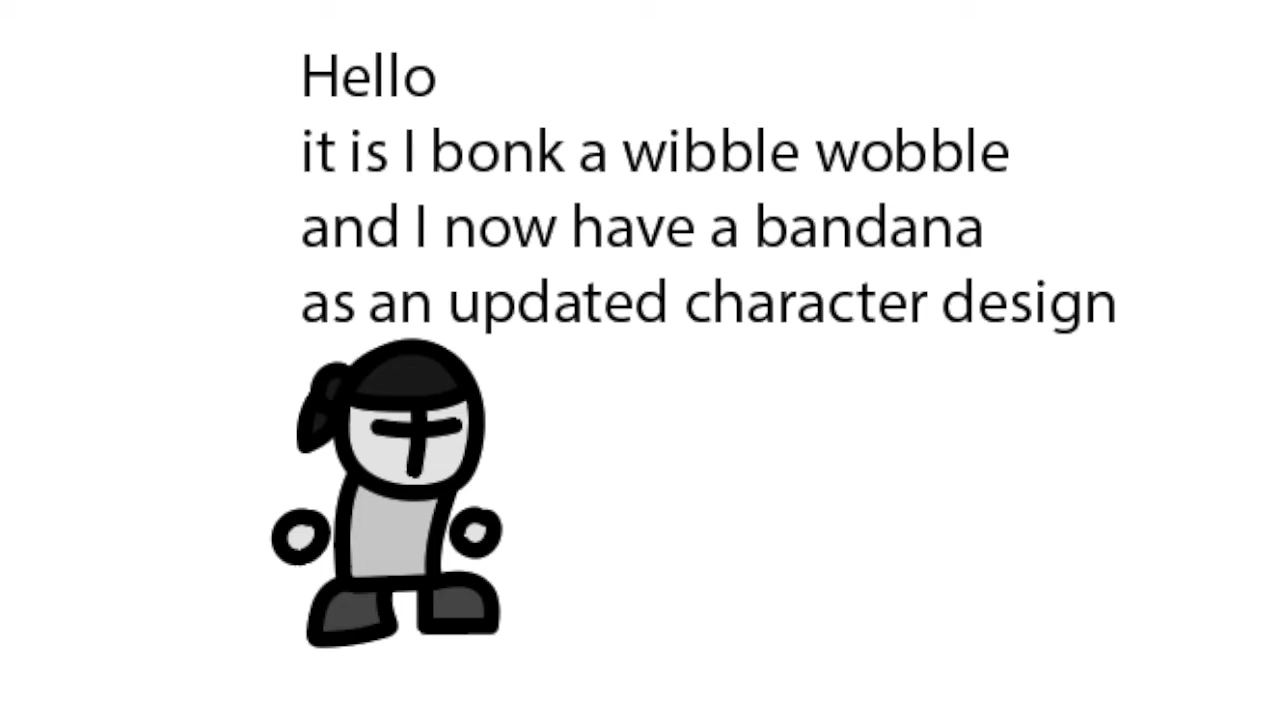 Hello
it is I bonk a wibble wobble
and I now have a bandana
as an updated character design